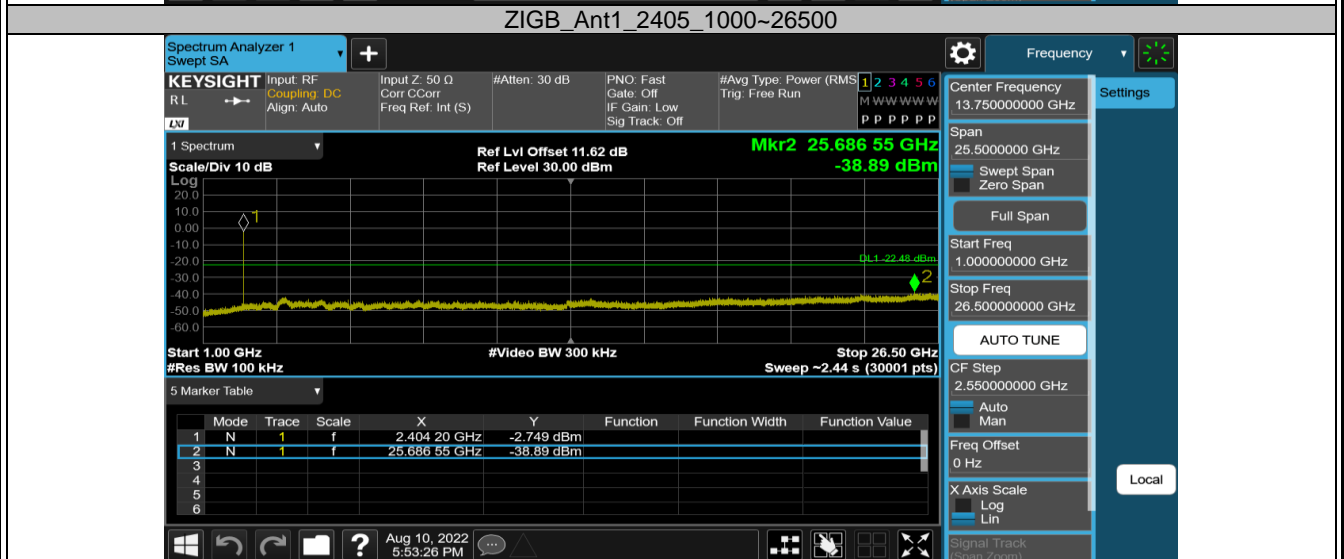 ZIGB_Ant1_2405_1000~26500
Spectrum Analyzer 1
Swept SA
Frequency
KEYSIGHT
R L
LXI
Input: RF
Coupling: DC
Align: Auto
Input Z: 50 Ω
Corr CCorr
Freq Ref: Int (S)
#Atten: 30 dB
PNO: Fast
Gate: Off
IF Gain: Low
Sig Track: Off
#Avg Type: Power (RMS
Trig: Free Run
1 2 3 4 5 6
M W W W W W
P P P P P P
1 Spectrum
Scale/Div 10 dB
Ref Lvl Offset 11.62 dB
Ref Level 30.00 dBm
Mkr2 25.686 55 GHz
-38.89 dBm
Log
20.0
10.0
0.00
-10.0
-20.0
-30.0
-40.0
-50.0
-60.0
1
DL1 -22.48 dBm
2
Start 1.00 GHz
#Video BW 300 kHz
Stop 26.50 GHz
#Res BW 100 kHz
Sweep ~2.44 s (30001 pts)
5 Marker Table
Mode Trace Scale X Y Function Function Width Function Value
1 N 1 f 2.404 20 GHz -2.749 dBm
2 N 1 f 25.686 55 GHz -38.89 dBm
3
4
5
6
Aug 10, 2022
5:53:26 PM
Center Frequency
13.750000000 GHz
Settings
Span
25.5000000 GHz
Swept Span
Zero Span
Full Span
Start Freq
1.000000000 GHz
Stop Freq
26.500000000 GHz
AUTO TUNE
CF Step
2.550000000 GHz
Auto
Man
Freq Offset
0 Hz
X Axis Scale
Log
Lin
Local
Signal Track
(Span Zoom)